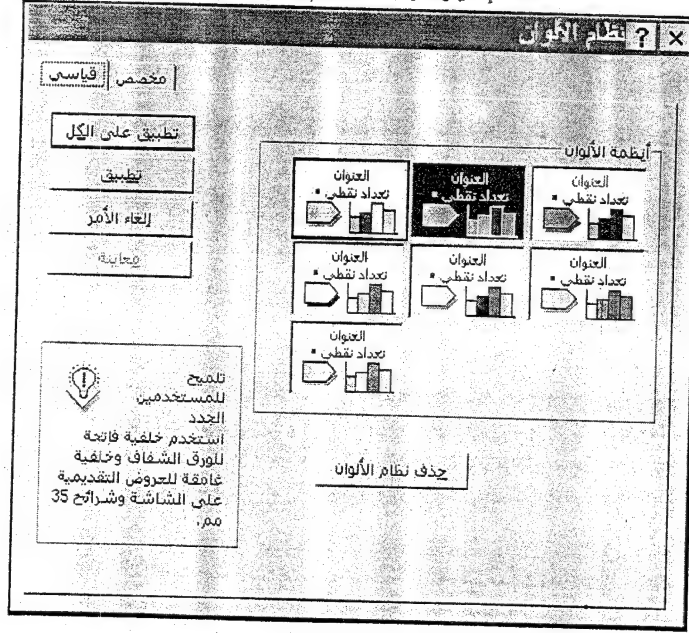 نظام الألوان
قياسي
مخصص
أنظمة الألوان
العنوان
تعداد نقطي
العنوان
تعداد نقطي
العنوان
تعداد نقطي
العنوان
تعداد نقطي
العنوان
تعداد نقطي
العنوان
تعداد نقطي
العنوان
تعداد نقطي
حذف نظام الألوان
تطبيق على الكل
تطبيق
إلغاء الأمر
معاينة
تلميح
للمستخدمين
الجدد
استخدم خلفية فاتحة
للورق الشفاف وخلفية
غامقة للعروض التقديمية
على الشاشة وشرائح 35
مم.